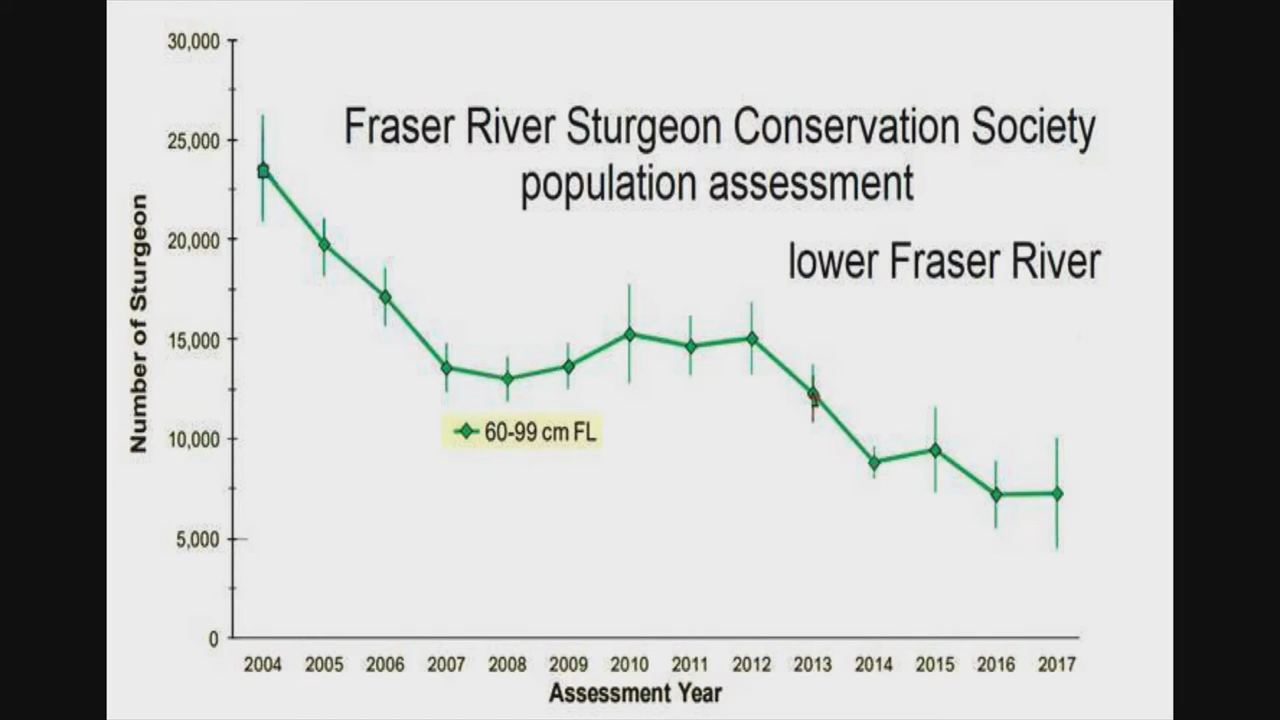 30,000
Fraser River Sturgeon Conservation Society
25,000
population assessment
20,000
lower Fraser River
15,000
10,000
60-99 cm FL
5,000
0
Number of Sturgeon
2004 2005 2006 2007 2008 2009 2010 2011 2012 2013 2014 2015 2016 2017
Assessment Year